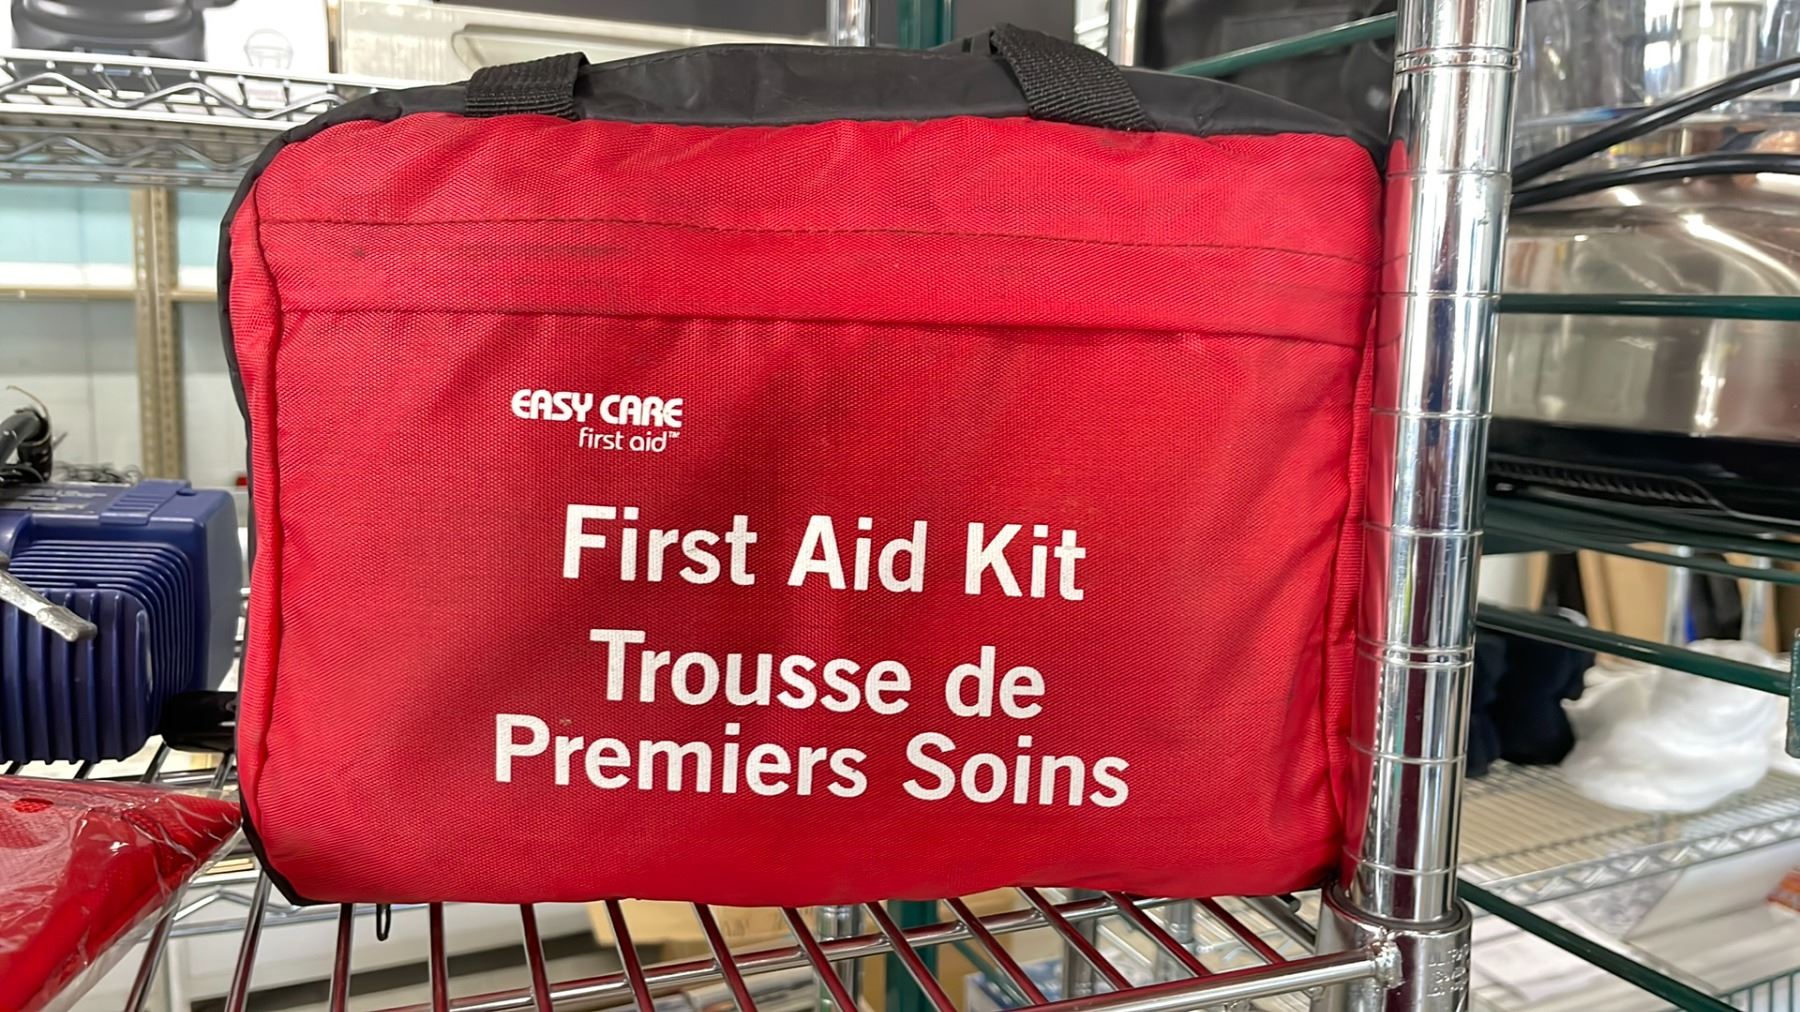 EASY CARE
first aid™
First Aid Kit
Trousse de
Premiers Soins